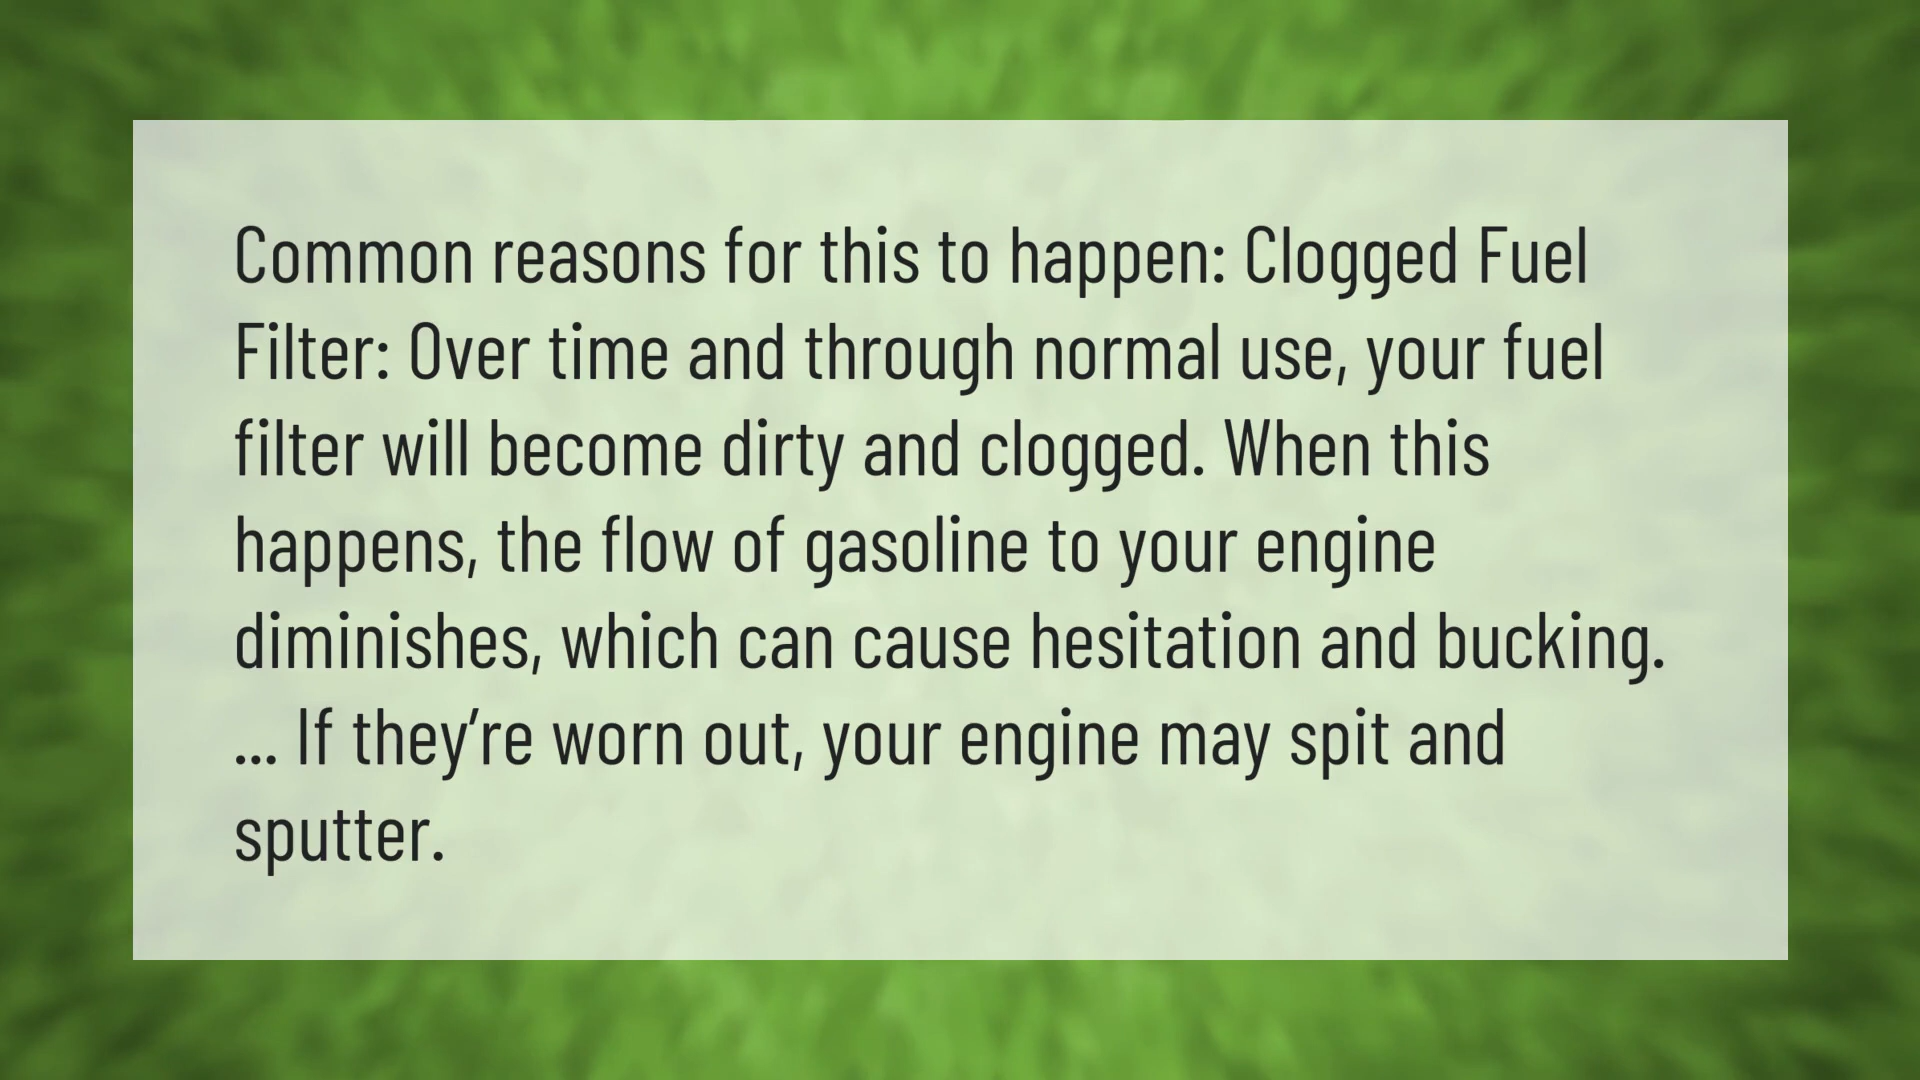 Common reasons for this to happen: Clogged Fuel
Filter: Over time and through normal use, your fuel
filter will become dirty and clogged. When this
happens, the flow of gasoline to your engine
diminishes, which can cause hesitation and bucking.
... If they’re worn out, your engine may spit and
sputter.